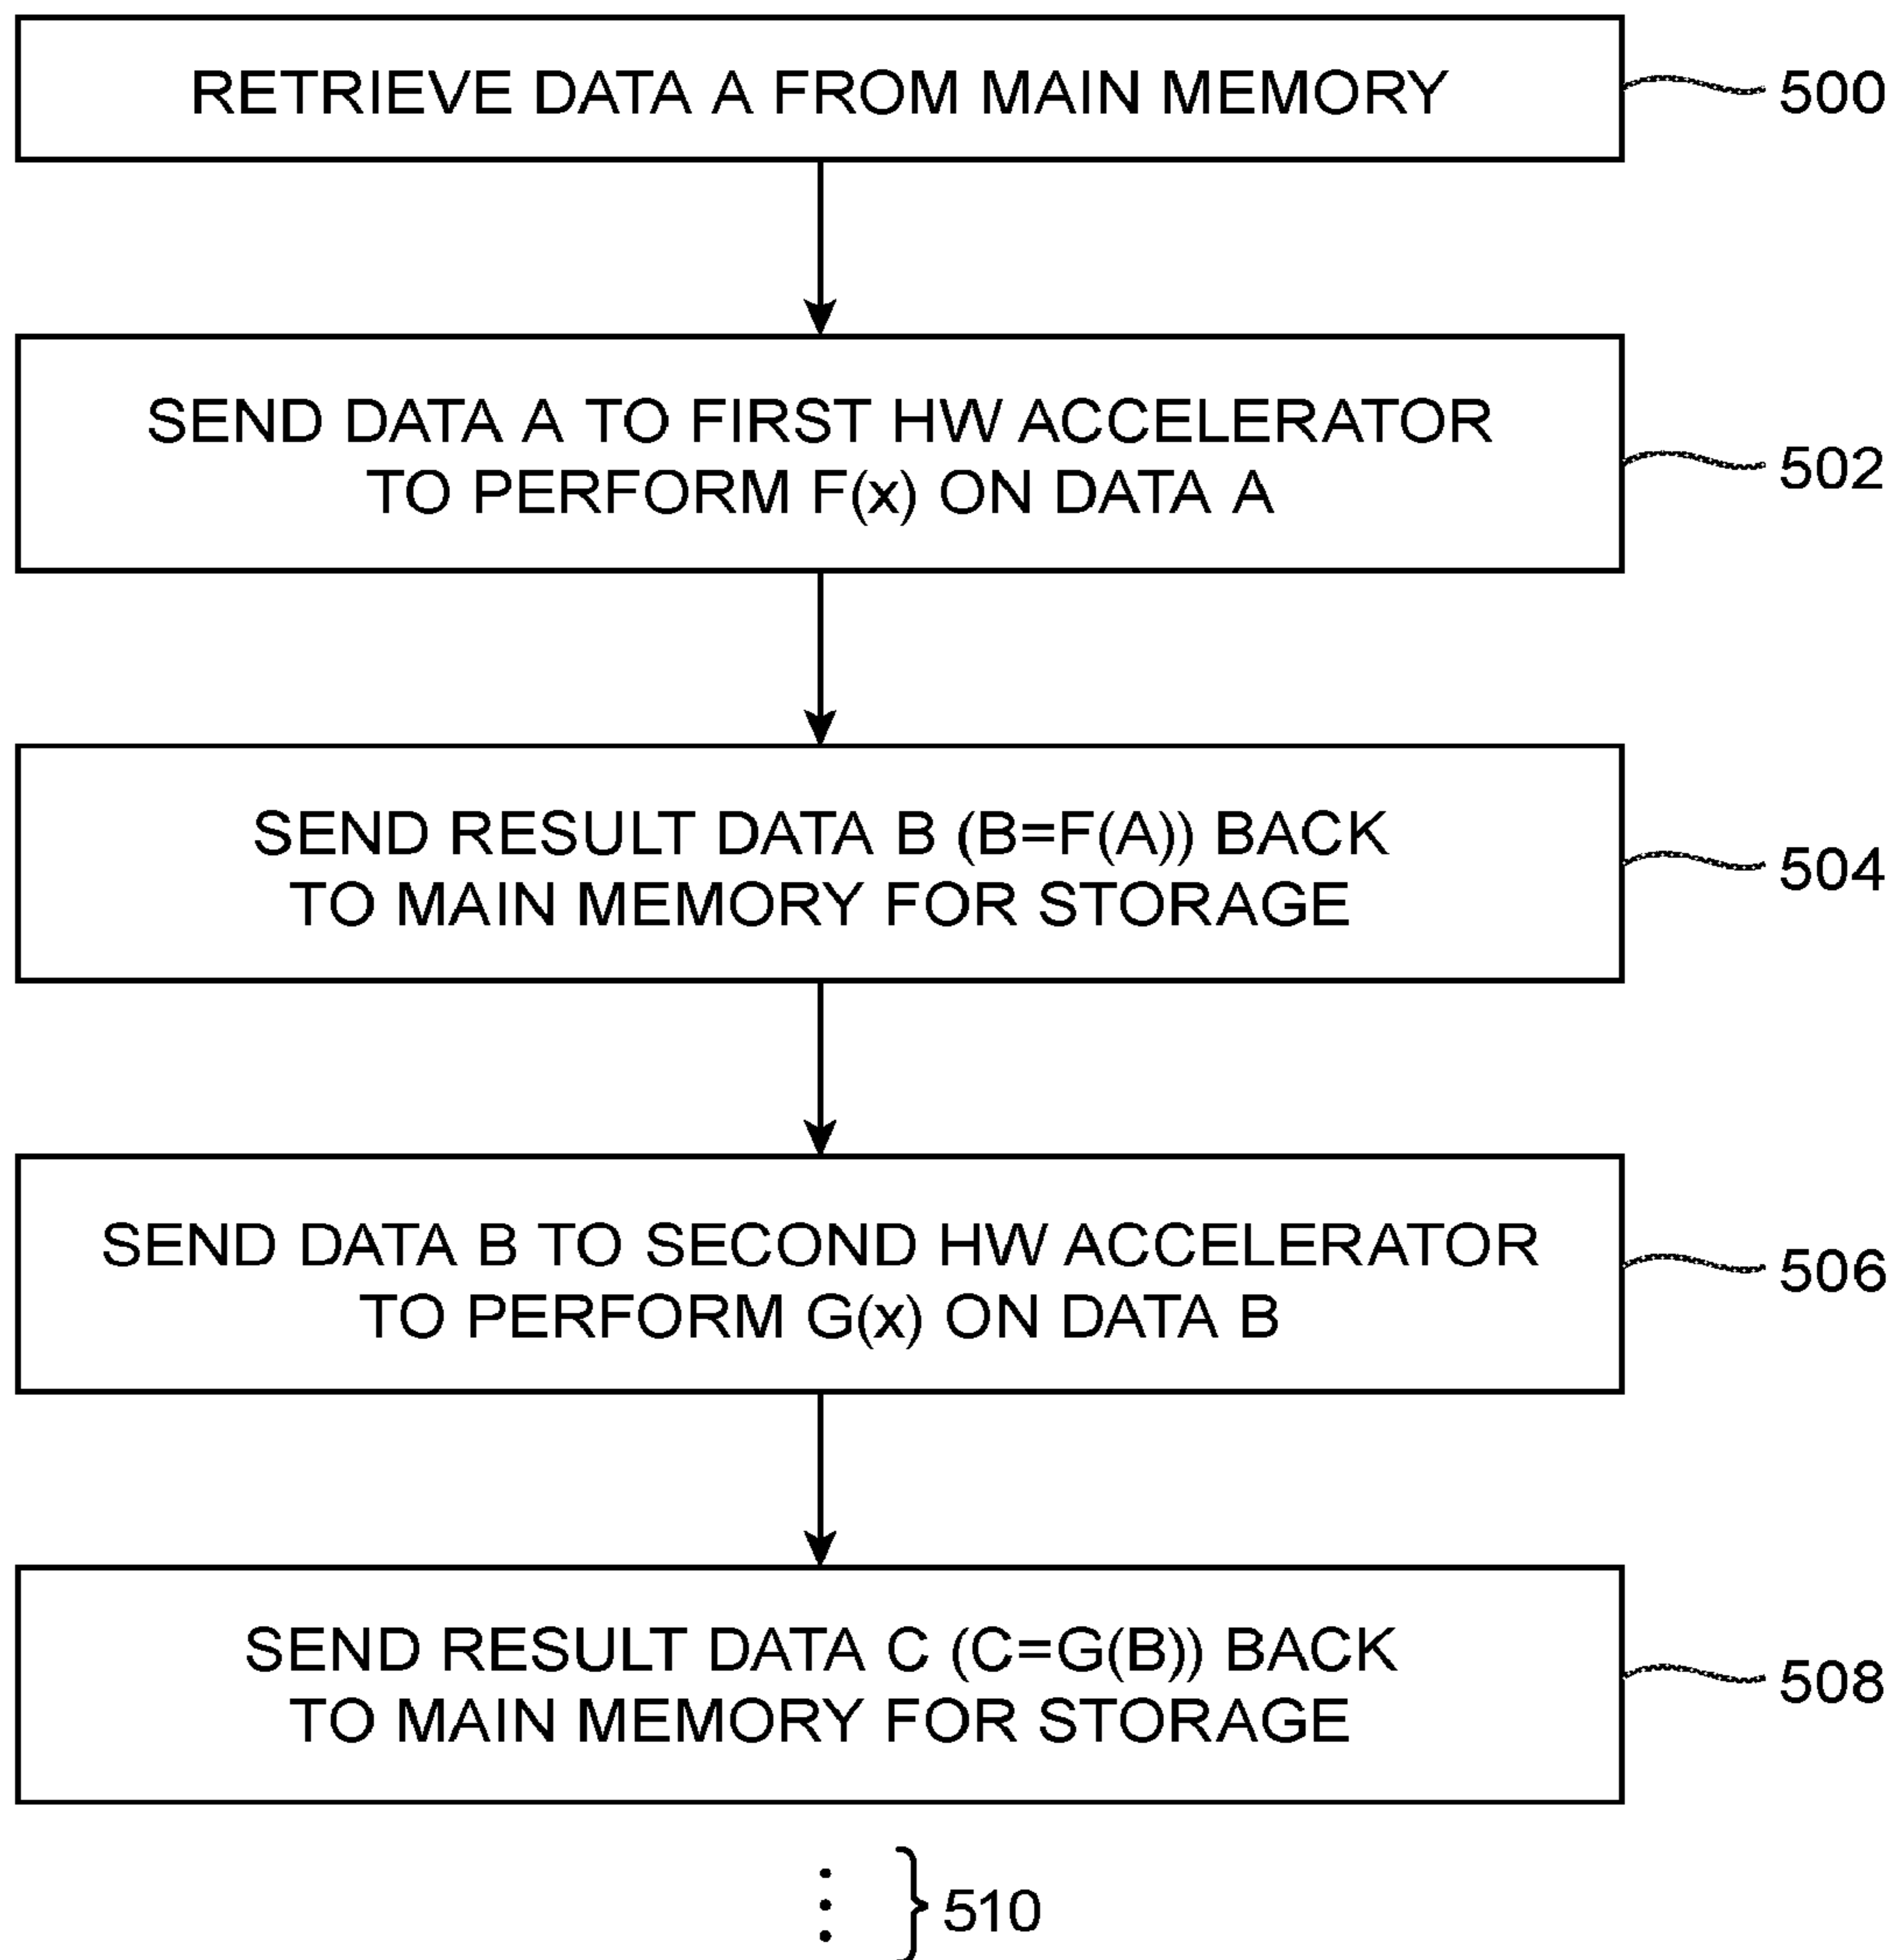 RETRIEVE DATA A FROM MAIN MEMORY
500
SEND DATA A TO FIRST HW ACCELERATOR
TO PERFORM F(x) ON DATA A
502
SEND RESULT DATA B (B=F(A)) BACK
TO MAIN MEMORY FOR STORAGE
504
SEND DATA B TO SECOND HW ACCELERATOR
TO PERFORM G(x) ON DATA B
506
SEND RESULT DATA C (C=G(B)) BACK
TO MAIN MEMORY FOR STORAGE
508
510